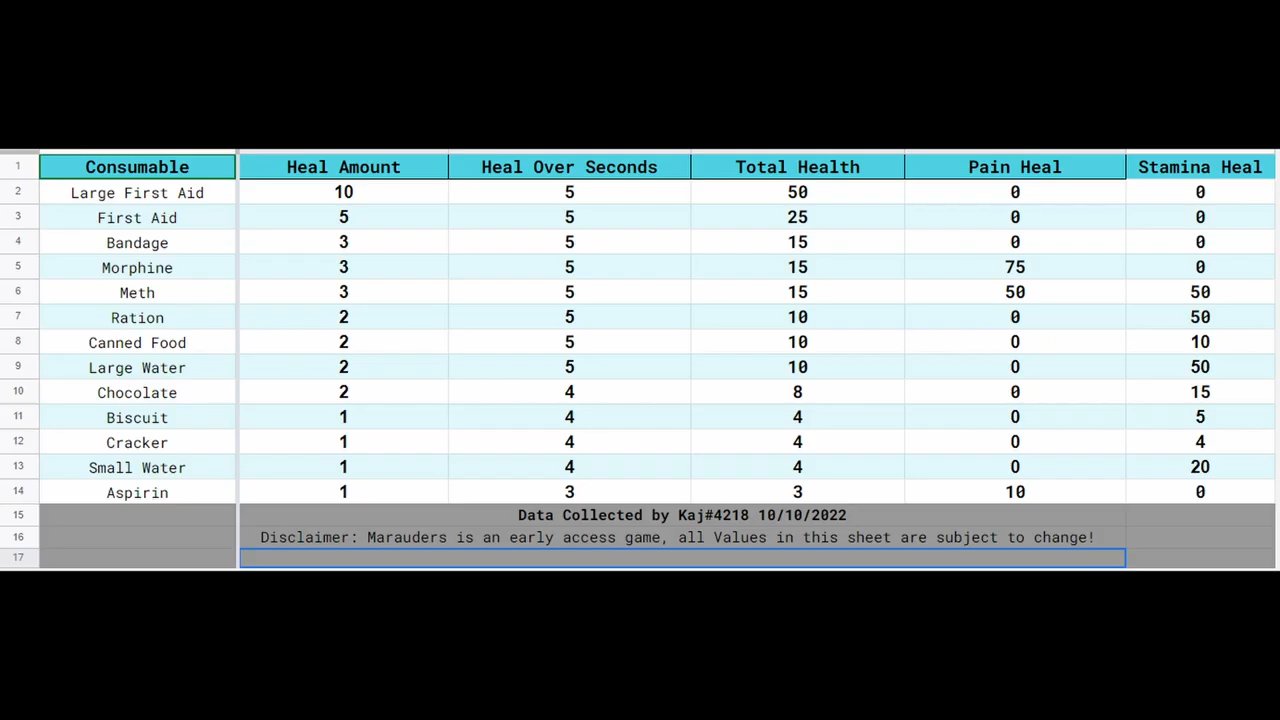 1 Consumable Heal Amount Heal Over Seconds Total Health Pain Heal Stamina Heal
2 Large First Aid 10 5 50 0 0
3 First Aid 5 5 25 0 0
4 Bandage 3 5 15 0 0
5 Morphine 3 5 15 75 0
6 Meth 3 5 15 50 50
7 Ration 2 5 10 0 50
8 Canned Food 2 5 10 0 10
9 Large Water 2 5 10 0 50
10 Chocolate 2 4 8 0 15
11 Biscuit 1 4 4 0 5
12 Cracker 1 4 4 0 4
13 Small Water 1 4 4 0 20
14 Aspirin 1 3 3 10 0
15 Data Collected by Kaj#4218 10/10/2022
16 Disclaimer: Marauders is an early access game, all Values in this sheet are subject to change!
17